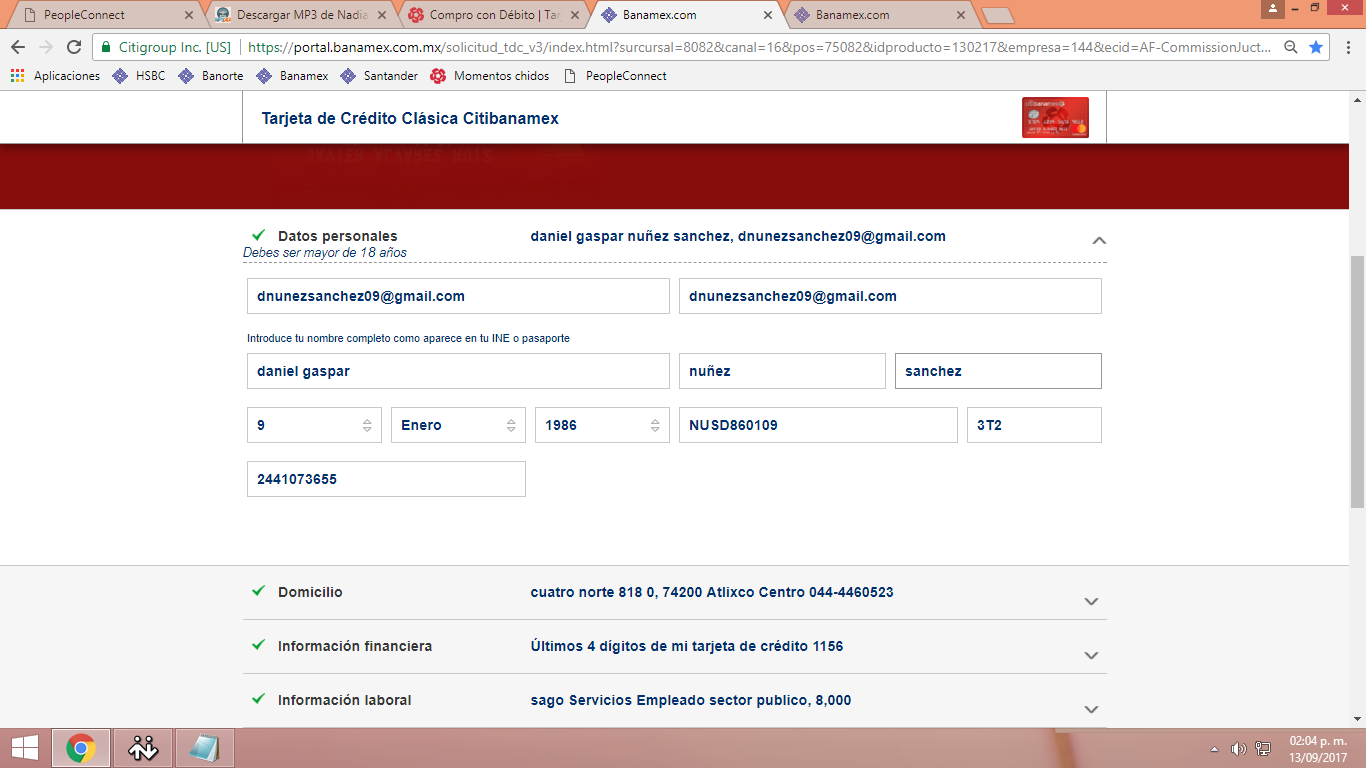 PeopleConnect
Descargar MP3 de Nadia
Compro con Débito | Tar
Banamex.com
Banamex.com
Citigroup Inc. [US] https://portal.banamex.com.mx/solicitud_tdc_v3/index.html?surcursal=8082&canal=16&pos=75082&idproducto=130217&empresa=144&ecid=AF-CommissionJuct...
Aplicaciones HSBC Banorte Banamex Santander Momentos chidos PeopleConnect
Tarjeta de Crédito Clásica Citibanamex
Datos personales daniel gaspar nuñez sanchez, dnunezsanchez09@gmail.com
Debes ser mayor de 18 años
dnunezsanchez09@gmail.com dnunezsanchez09@gmail.com
Introduce tu nombre completo como aparece en tu INE o pasaporte
daniel gaspar nuñez sanchez
9 Enero 1986 NUSD860109 3T2
2441073655
Domicilio cuatro norte 818 0, 74200 Atlixco Centro 044-4460523
Información financiera Últimos 4 dígitos de mi tarjeta de crédito 1156
Información laboral sago Servicios Empleado sector publico, 8,000
02:04 p. m.
13/09/2017